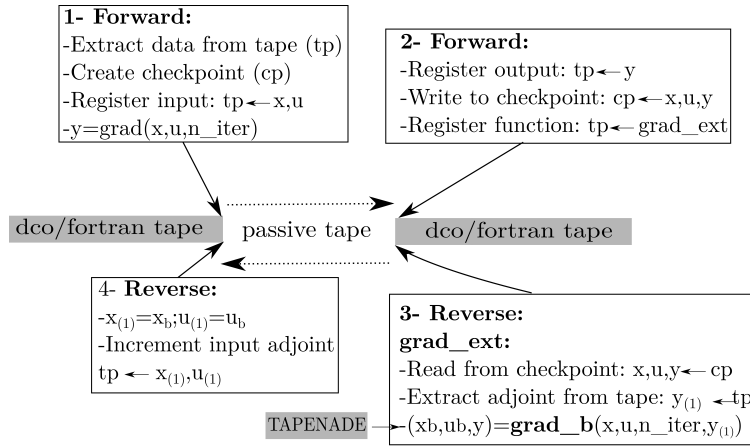 1- Forward:
-Extract data from tape (tp)
-Create checkpoint (cp)
-Register input: tp←x,u
-y=grad(x,u,n_iter)
2- Forward:
-Register output: tp←y
-Write to checkpoint: cp←x,u,y
-Register function: tp←grad_ext
dco/fortran tape
passive tape
dco/fortran tape
4- Reverse:
-x(1)=xb;u(1)=ub
-Increment input adjoint
tp ← x(1),u(1)
3- Reverse:
grad_ext:
-Read from checkpoint: x,u,y← cp
-Extract adjoint from tape: y(1) ←tp
TAPENADE
-(xb,ub,y)=grad_b(x,u,n_iter,y(1))